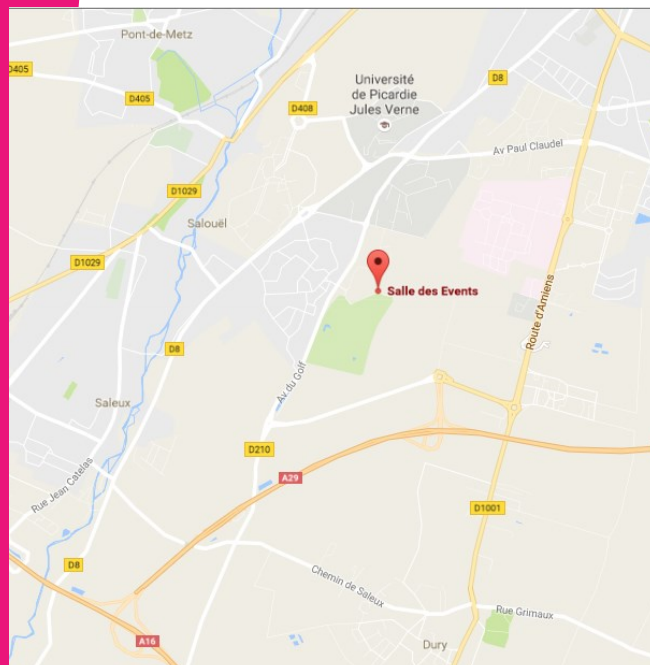 Pont-de-Metz
D405
D405
D408
Université
de Picardie
Jules Verne
D8
Av Paul Claudel
D1029
Salouël
D1029
Salle des Events
Route d'Amiens
D8
Av du Golf
Saleux
D210
Rue Jean Catelas
A29
D1001
D8
Chemin de Saleux
Rue Grimaux
A16
Dury